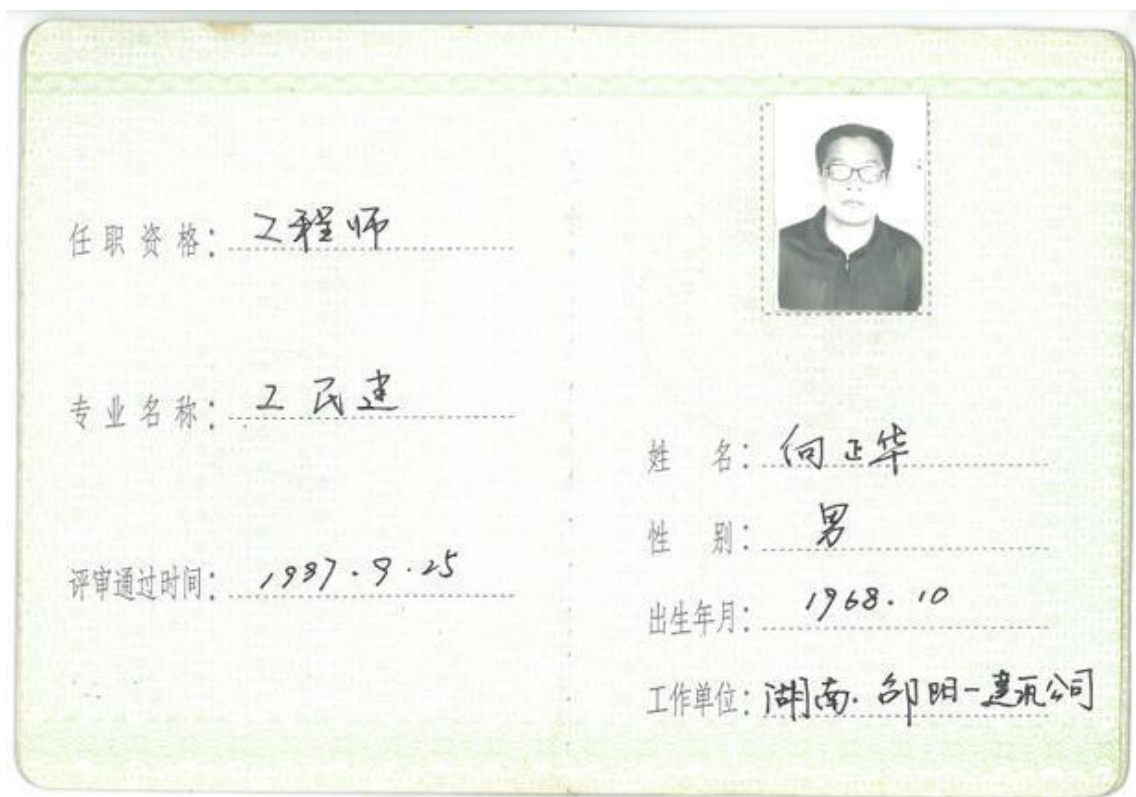 任职资格：工程师
专业名称：工民建
评审通过时间：1997.9.25
姓名：向正华
性别：男
出生年月：1968.10
工作单位：湖南.邵阳一建筑公司